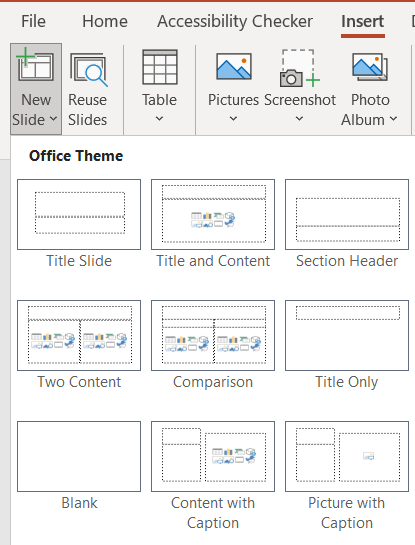 File Home Accessibility Checker Insert
New Slide Reuse Slides Table Pictures Screenshot Photo Album
Office Theme
Title Slide Title and Content Section Header
Two Content Comparison Title Only
Blank Content with Caption Picture with Caption